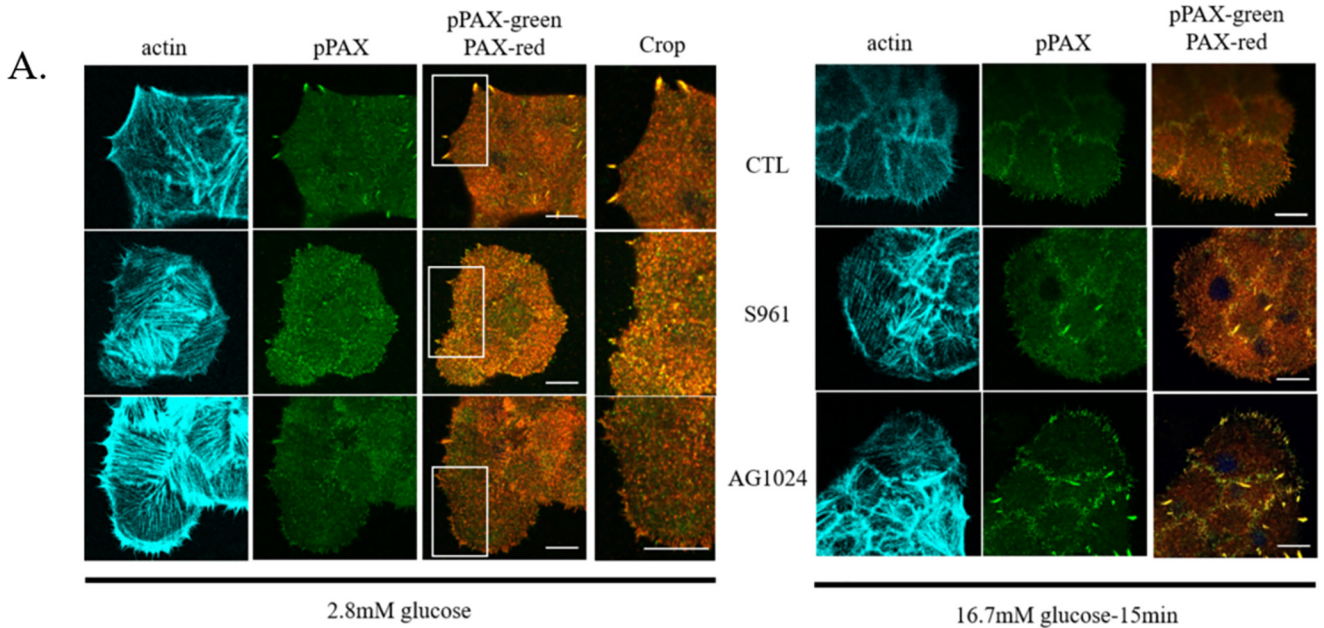 A.
actin
pPAX
pPAX-green
PAX-red
Crop
actin
pPAX
pPAX-green
PAX-red
CTL
S961
AG1024
2.8mM glucose
16.7mM glucose-15min